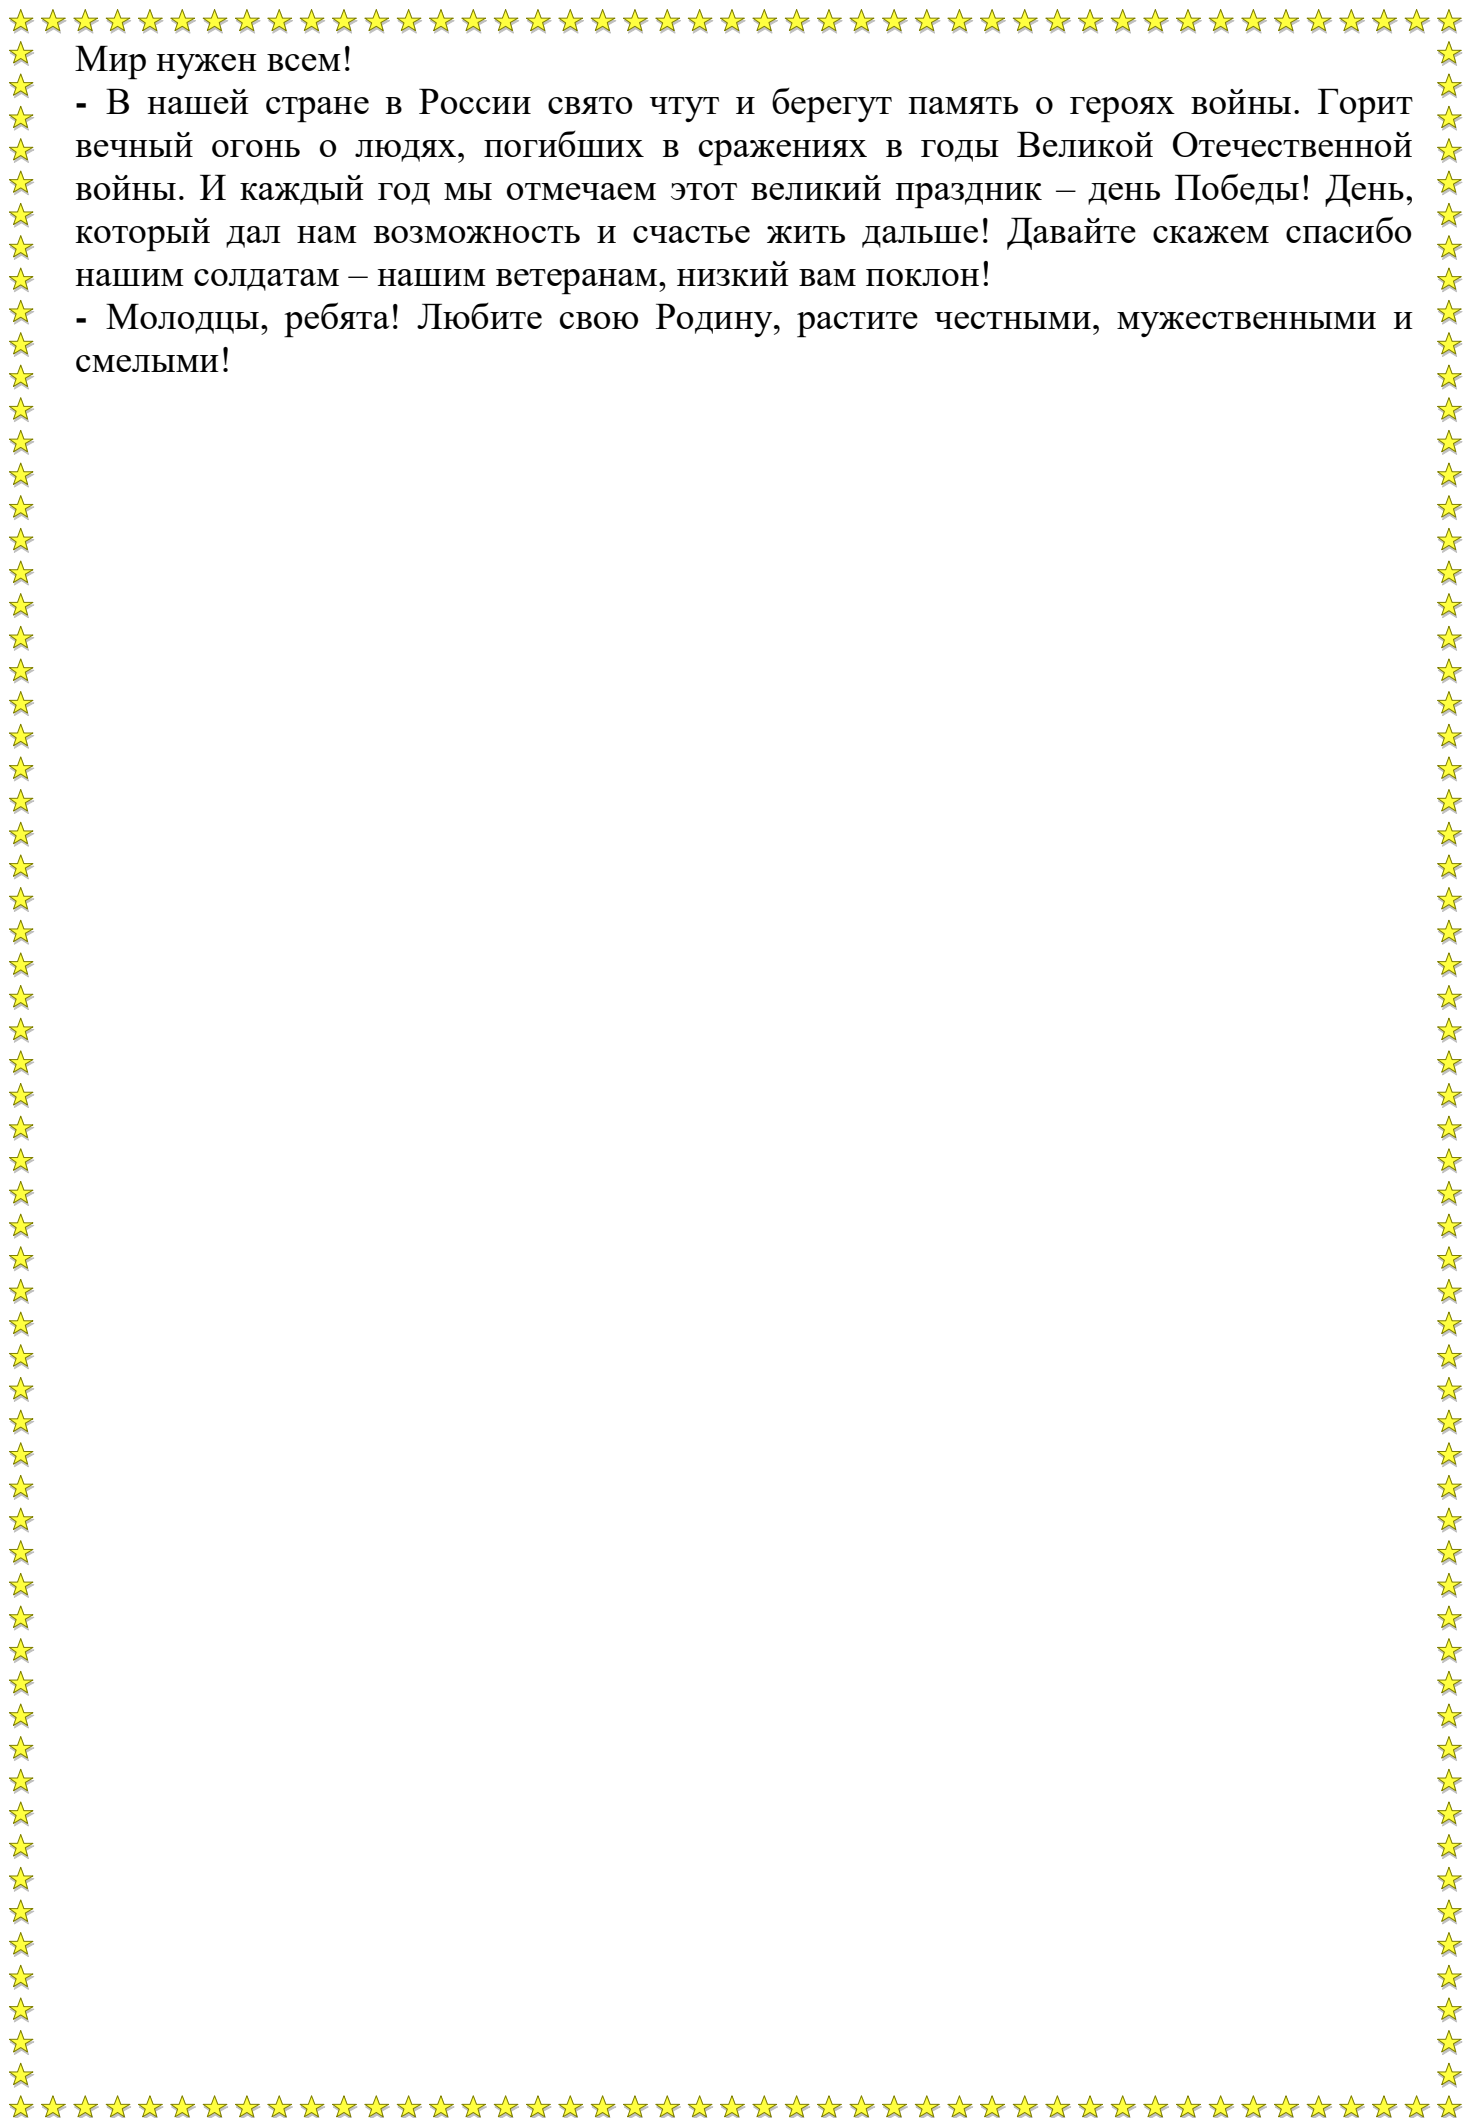 Мир нужен всем!
- В нашей стране в России свято чтут и берегут память о героях войны. Горит
вечный огонь о людях, погибших в сражениях в годы Великой Отечественной
войны. И каждый год мы отмечаем этот великий праздник – день Победы! День,
который дал нам возможность и счастье жить дальше! Давайте скажем спасибо
нашим солдатам – нашим ветеранам, низкий вам поклон!
- Молодцы, ребята! Любите свою Родину, растите честными, мужественными и
смелыми!